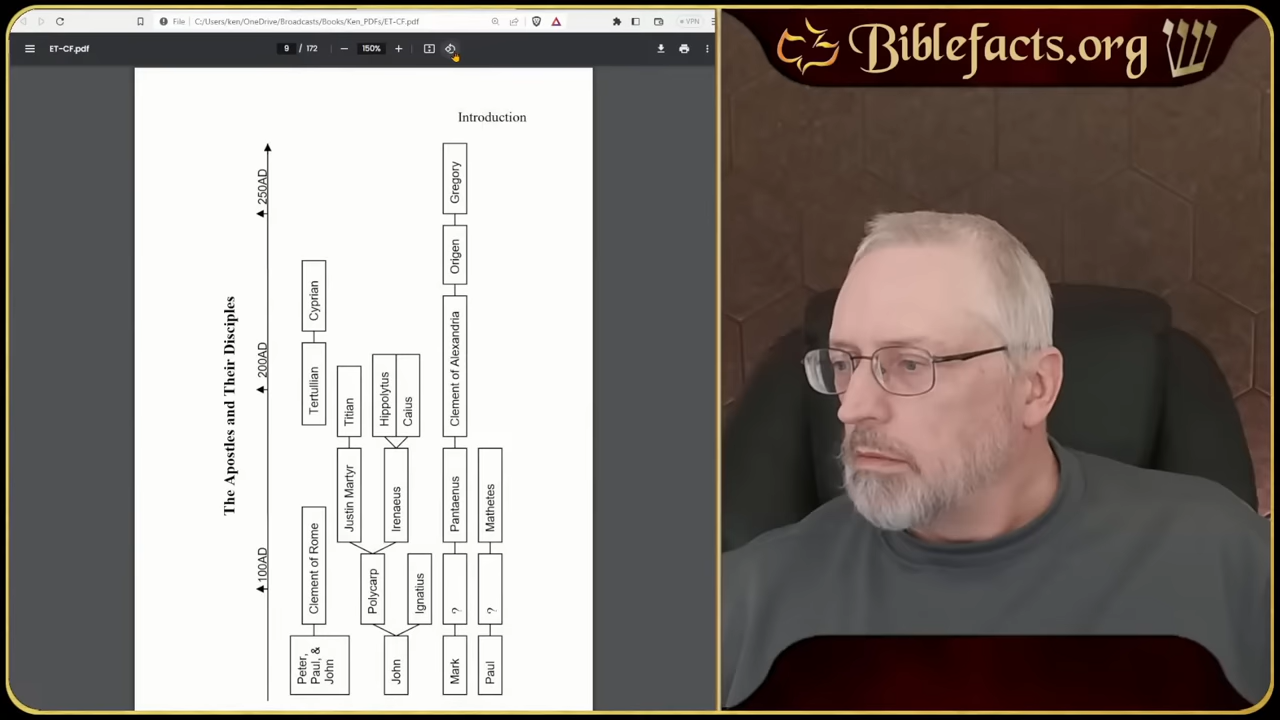 File
C:/Users/ken/OneDrive/Broadcasts/Books/Ken_PDFs/ET-CF.pdf
VPN
ET-CF.pdf
9 / 172
150%
Biblefacts.org
ש
Introduction
The Apostles and Their Disciples
100AD
200AD
250AD
Peter,
Paul, &
John
Clement of Rome
Tertullian
Cyprian
John
Polycarp
Ignatius
Justin Martyr
Titian
Irenaeus
Hippolytus
Caius
Mark
?
Pantaenus
Clement of Alexandria
Origen
Gregory
Paul
?
Mathetes